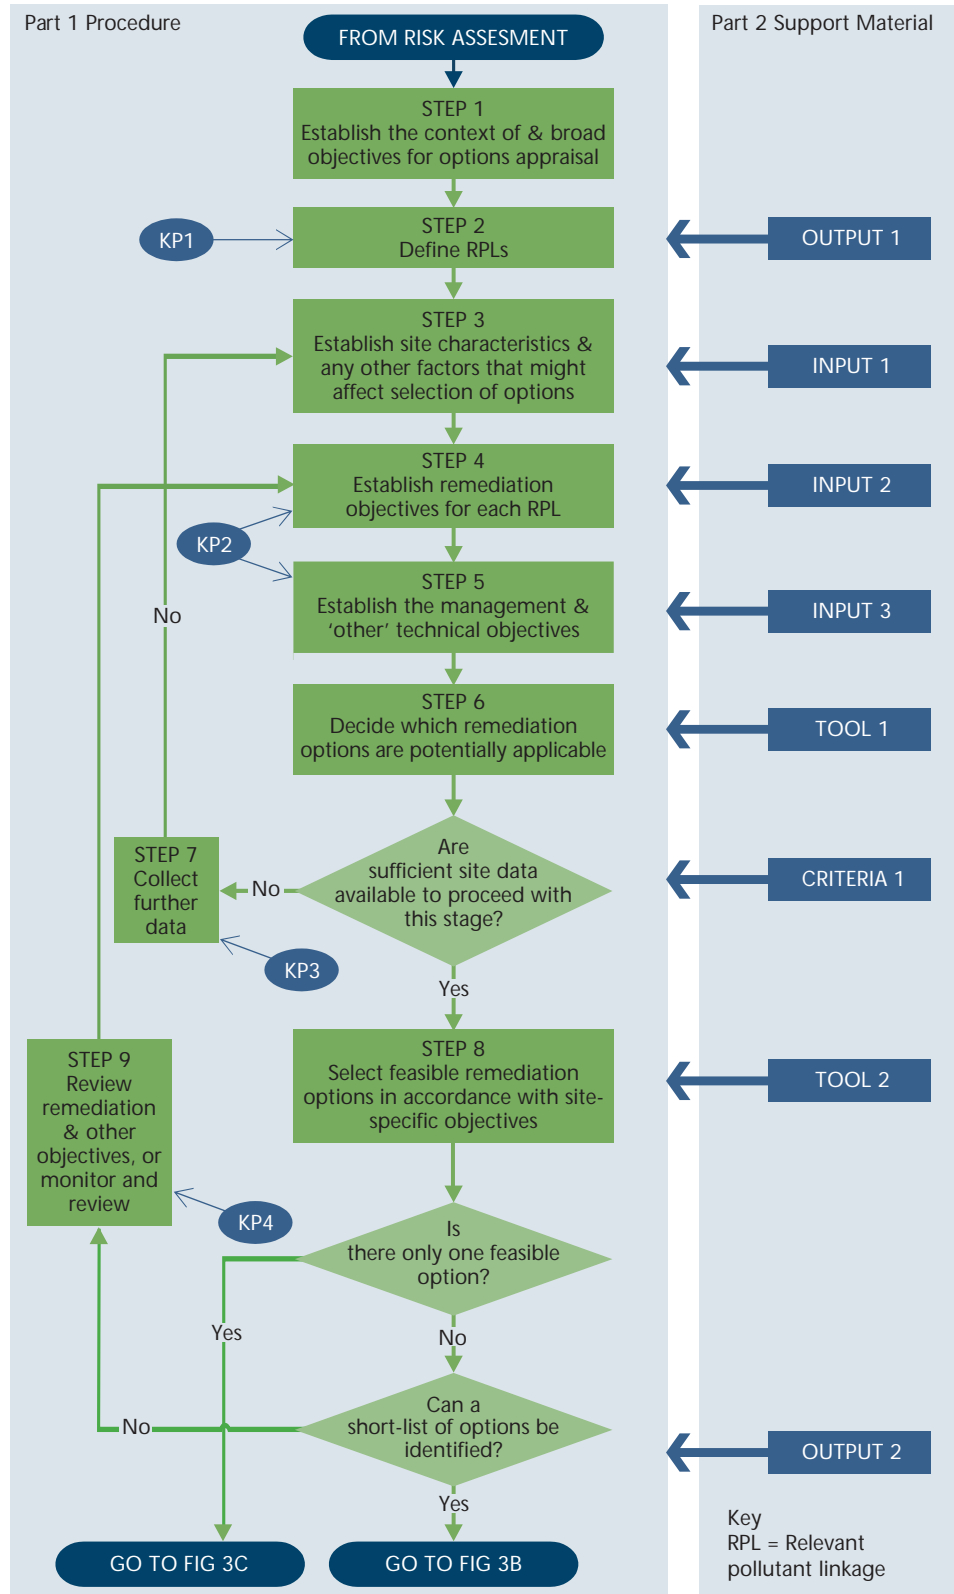 Part 1 Procedure
Part 2 Support Material
FROM RISK ASSESMENT
STEP 1
Establish the context of & broad
objectives for options appraisal
KP1
STEP 2
Define RPLs
OUTPUT 1
STEP 3
Establish site characteristics &
any other factors that might
affect selection of options
INPUT 1
STEP 4
Establish remediation
objectives for each RPL
INPUT 2
KP2
STEP 5
Establish the management &
‘other’ technical objectives
INPUT 3
No
STEP 6
Decide which remediation
options are potentially applicable
TOOL 1
Are
sufficient site data
available to proceed with
this stage?
CRITERIA 1
No
STEP 7
Collect
further
data
KP3
Yes
STEP 8
Select feasible remediation
options in accordance with site-
specific objectives
TOOL 2
STEP 9
Review
remediation
& other
objectives, or
monitor and
review
KP4
Is
there only one feasible
option?
Yes
No
Can a
short-list of options be
identified?
No
OUTPUT 2
Yes
GO TO FIG 3C
GO TO FIG 3B
Key
RPL = Relevant
pollutant linkage